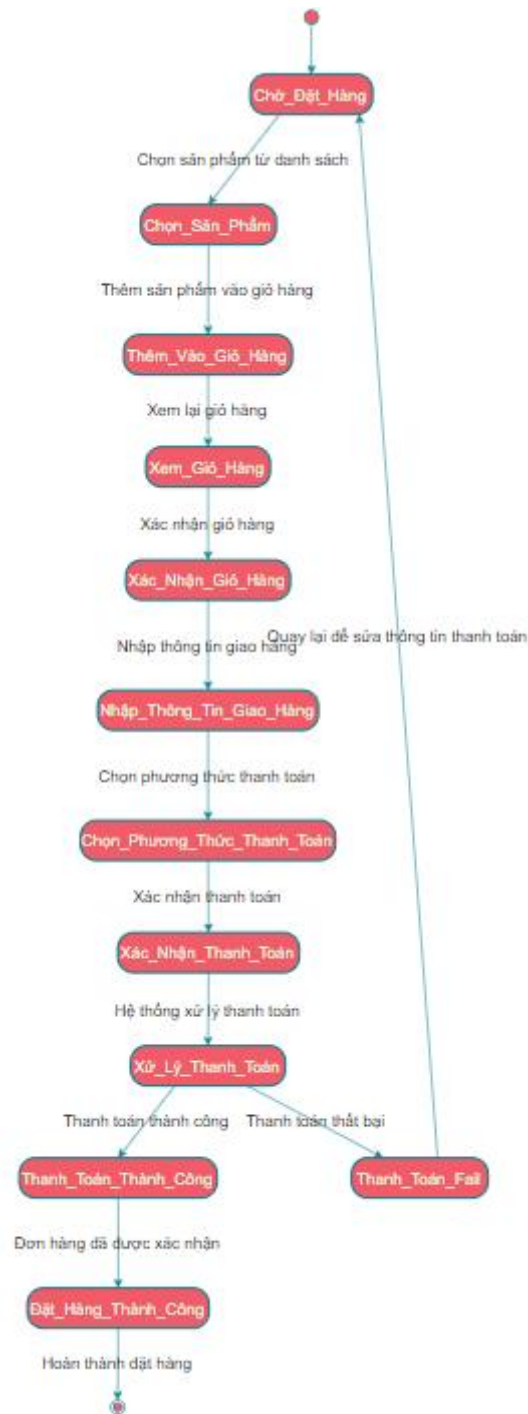 Chờ_Đặt_Hàng
Chọn sản phẩm từ danh sách
Chọn_Sản_Phẩm
Thêm sản phẩm vào giỏ hàng
Thêm_Vào_Giỏ_Hàng
Xem lại giỏ hàng
Xem_Giỏ_Hàng
Xác nhận giỏ hàng
Xác_Nhận_Giỏ_Hàng
Nhập thông tin giao hàng
Quay lại để sửa thông tin thanh toán
Nhập_Thông_Tin_Giao_Hàng
Chọn phương thức thanh toán
Chọn_Phương_Thức_Thanh_Toán
Xác nhận thanh toán
Xác_Nhận_Thanh_Toán
Hệ thống xử lý thanh toán
Xử_Lý_Thanh_Toán
Thanh toán thành công
Thanh toán thất bại
Thanh_Toán_Thành_Công
Thanh_Toán_Fail
Đơn hàng đã được xác nhận
Đặt_Hàng_Thành_Công
Hoàn thành đặt hàng